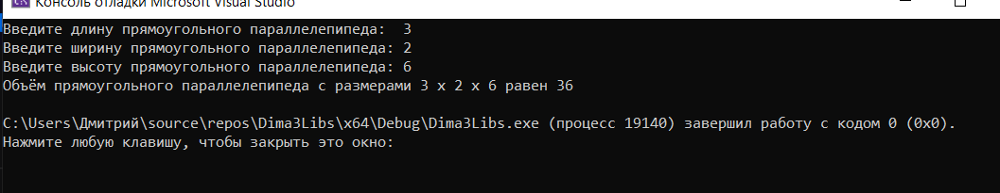 Консоль отладки Microsoft Visual Studio
Введите длину прямоугольного параллелепипеда:  3
Введите ширину прямоугольного параллелепипеда: 2
Введите высоту прямоугольного параллелепипеда: 6
Объём прямоугольного параллелепипеда с размерами 3 x 2 x 6 равен 36
C:\Users\Дмитрий\source\repos\Dima3Libs\x64\Debug\Dima3Libs.exe (процесс 19140) завершил работу с кодом 0 (0x0).
Нажмите любую клавишу, чтобы закрыть это окно: